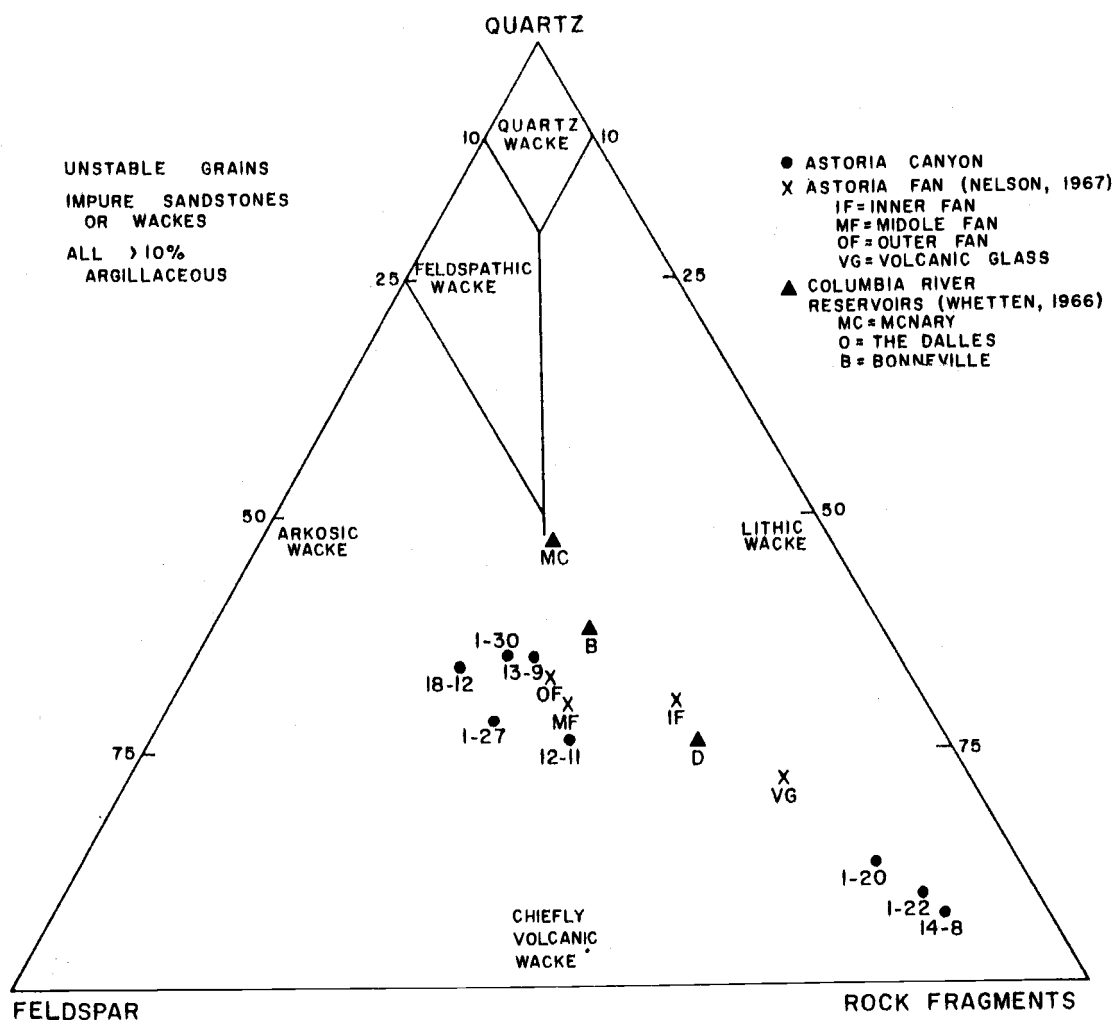 QUARTZ
10
QUARTZ
WACKE
10
UNSTABLE GRAINS
IMPURE SANDSTONES
OR WACKES
ALL >10%
ARGILLACEOUS
● ASTORIA CANYON
X ASTORIA FAN (NELSON, 1967)
IF=INNER FAN
MF=MIDOLE FAN
OF=OUTER FAN
VG=VOLCANIC GLASS
▲ COLUMBIA RIVER
RESERVOIRS (WHETTEN, 1966)
MC=MCNARY
O=THE DALLES
B=BONNEVILLE
25
FELDSPATHIC
WACKE
25
50
ARKOSIC
WACKE
50
LITHIC
WACKE
MC
B
1-30
13-9
18-12
OF
MF
IF
1-27
12-11
D
75
75
VG
1-20
1-22
14-8
CHIEFLY
VOLCANIC
WACKE
FELDSPAR
ROCK FRAGMENTS